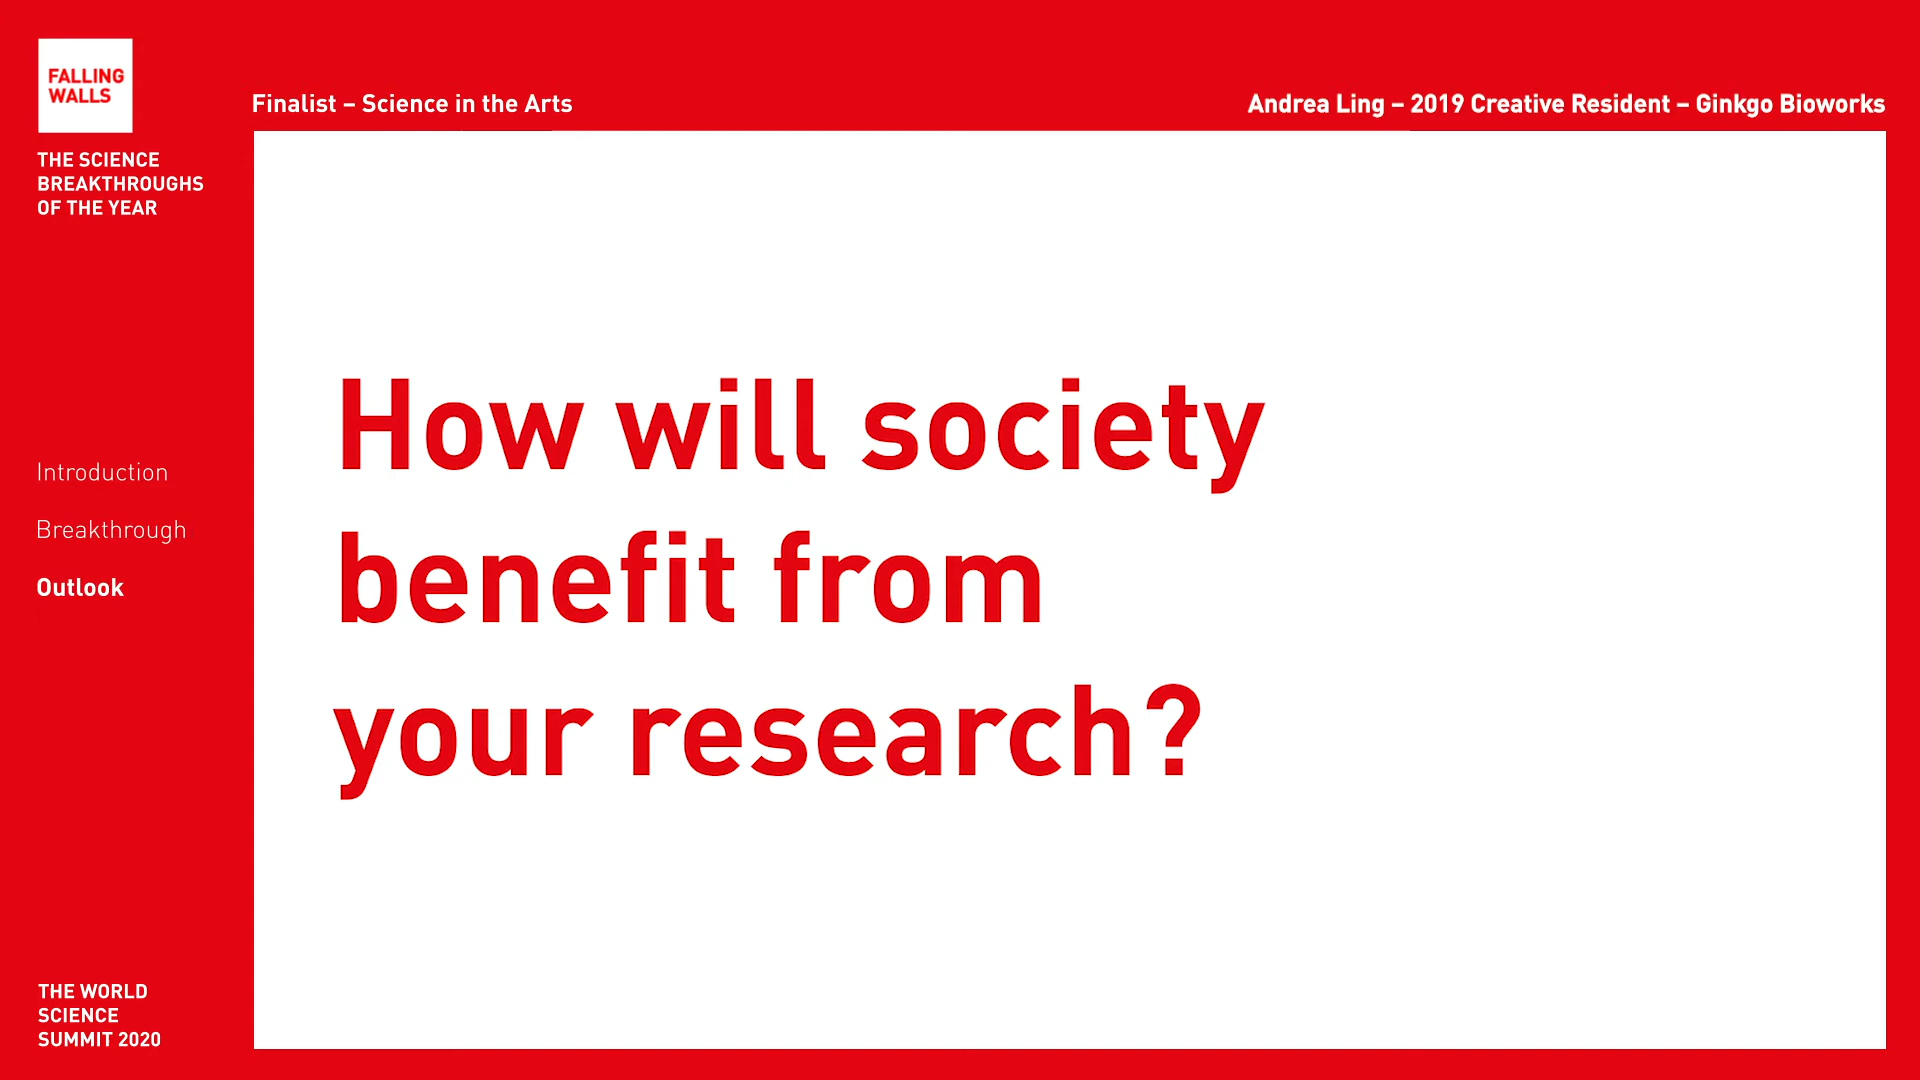 FALLING
WALLS
THE SCIENCE
BREAKTHROUGHS
OF THE YEAR
Finalist – Science in the Arts
Andrea Ling – 2019 Creative Resident – Ginkgo Bioworks
How will society
benefit from
your research?
Introduction
Breakthrough
Outlook
THE WORLD
SCIENCE
SUMMIT 2020